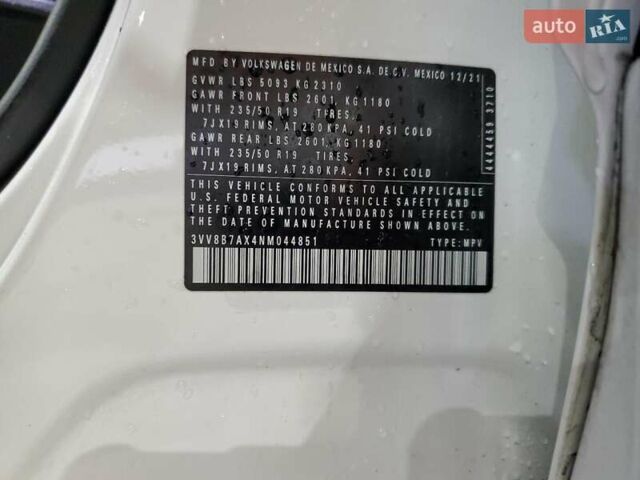 auto RIA.com
MFD BY VOLKSWAGEN DE MEXICO S.A. DE C.V. MEXICO 12/21
GVWR LBS 5093 KG 2310
GAWR FRONT LBS 2601, KG 1180
WITH 235/50 R19 TIRES,
7JX19 RIMS, AT 280 KPA, 41 PSI COLD
GAWR REAR LBS 2601, KG 1180
WITH 235/50 R19 TIRES,
7JX19 RIMS, AT 280 KPA, 41 PSI COLD
THIS VEHICLE CONFORMS TO ALL APPLICABLE
U.S. FEDERAL MOTOR VEHICLE SAFETY AND
THEFT PREVENTION STANDARDS IN EFFECT ON
THE DATE OF MANUFACTURE SHOWN ABOVE.
3VV8B7AX4NM044851 TYPE: MPV
4444459 3710